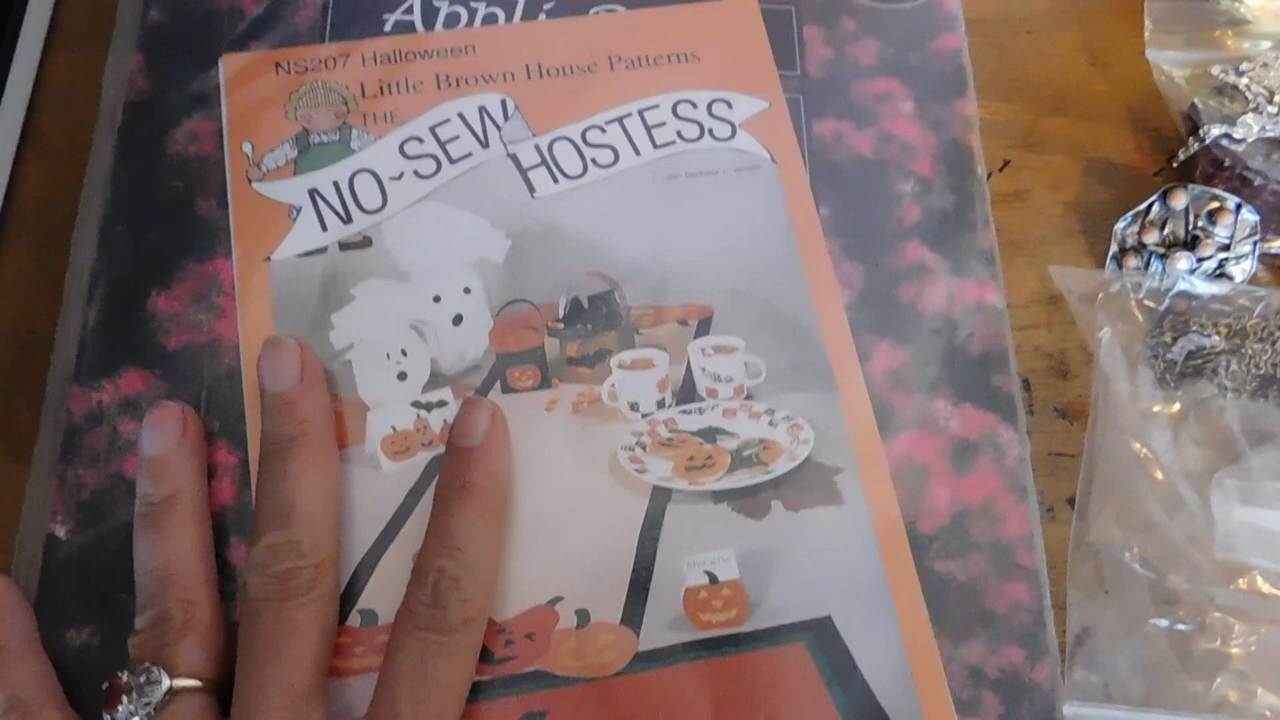 Appli
NS207 Halloween
Little Brown House Patterns
THE
NO-SEW HOSTESS